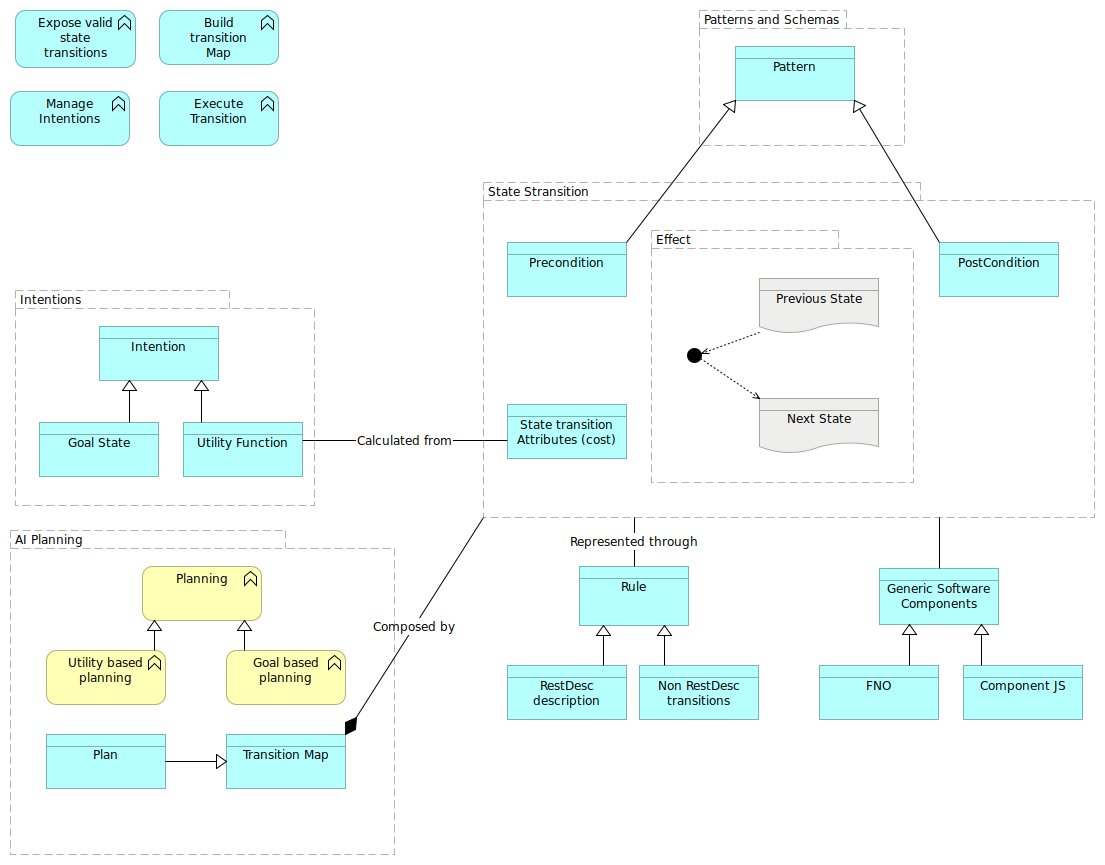 Expose valid
state
transitions
Build
transition
Map
Manage
Intentions
Execute
Transition
Patterns and Schemas
Pattern
State Stransition
Precondition
Effect
Previous State
Next State
PostCondition
State transition
Attributes (cost)
Intentions
Intention
Goal State
Utility Function
Calculated from
AI Planning
Planning
Utility based
planning
Goal based
planning
Plan
Transition Map
Composed by
Represented through
Rule
RestDesc
description
Non RestDesc
transitions
Generic Software
Components
FNO
Component JS